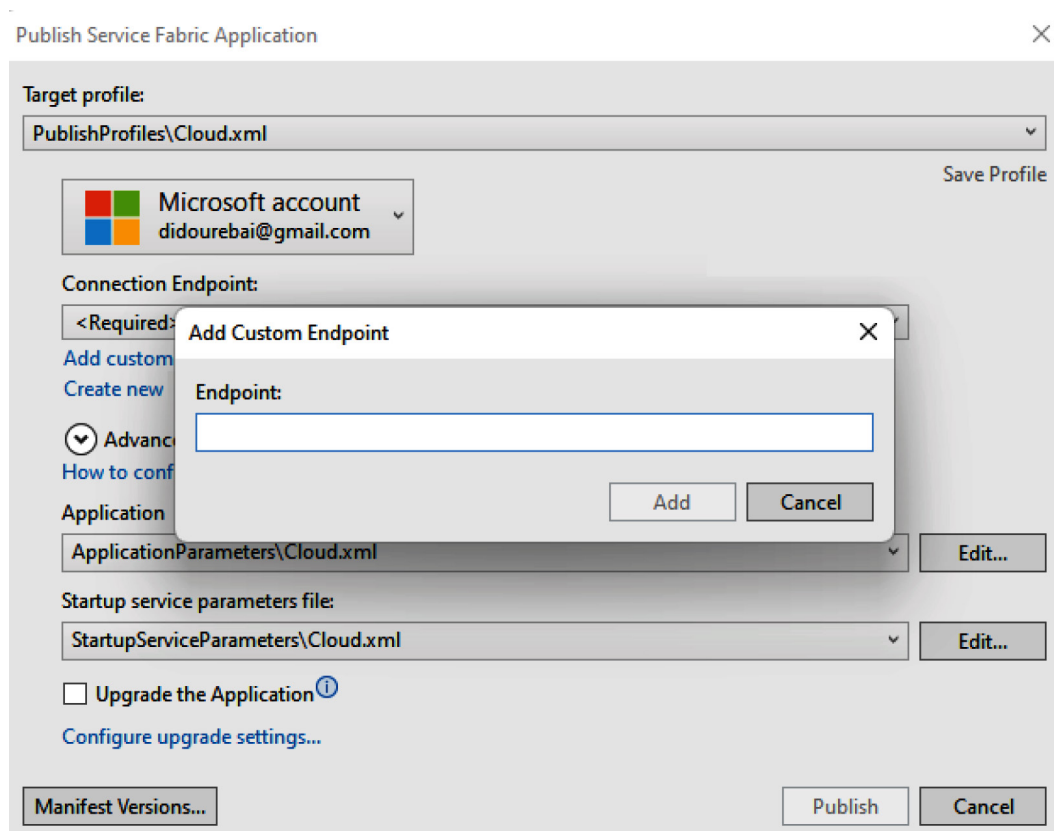 Publish Service Fabric Application
Target profile:
PublishProfiles\Cloud.xml
Save Profile
Microsoft account
didourebai@gmail.com
Connection Endpoint:
<Required>
Add custom
Create new
Add Custom Endpoint
Endpoint:
Add Cancel
How to conf
Application
ApplicationParameters\Cloud.xml
Edit...
Startup service parameters file:
StartupServiceParameters\Cloud.xml
Edit...
Upgrade the Application
Configure upgrade settings...
Manifest Versions...
Publish Cancel